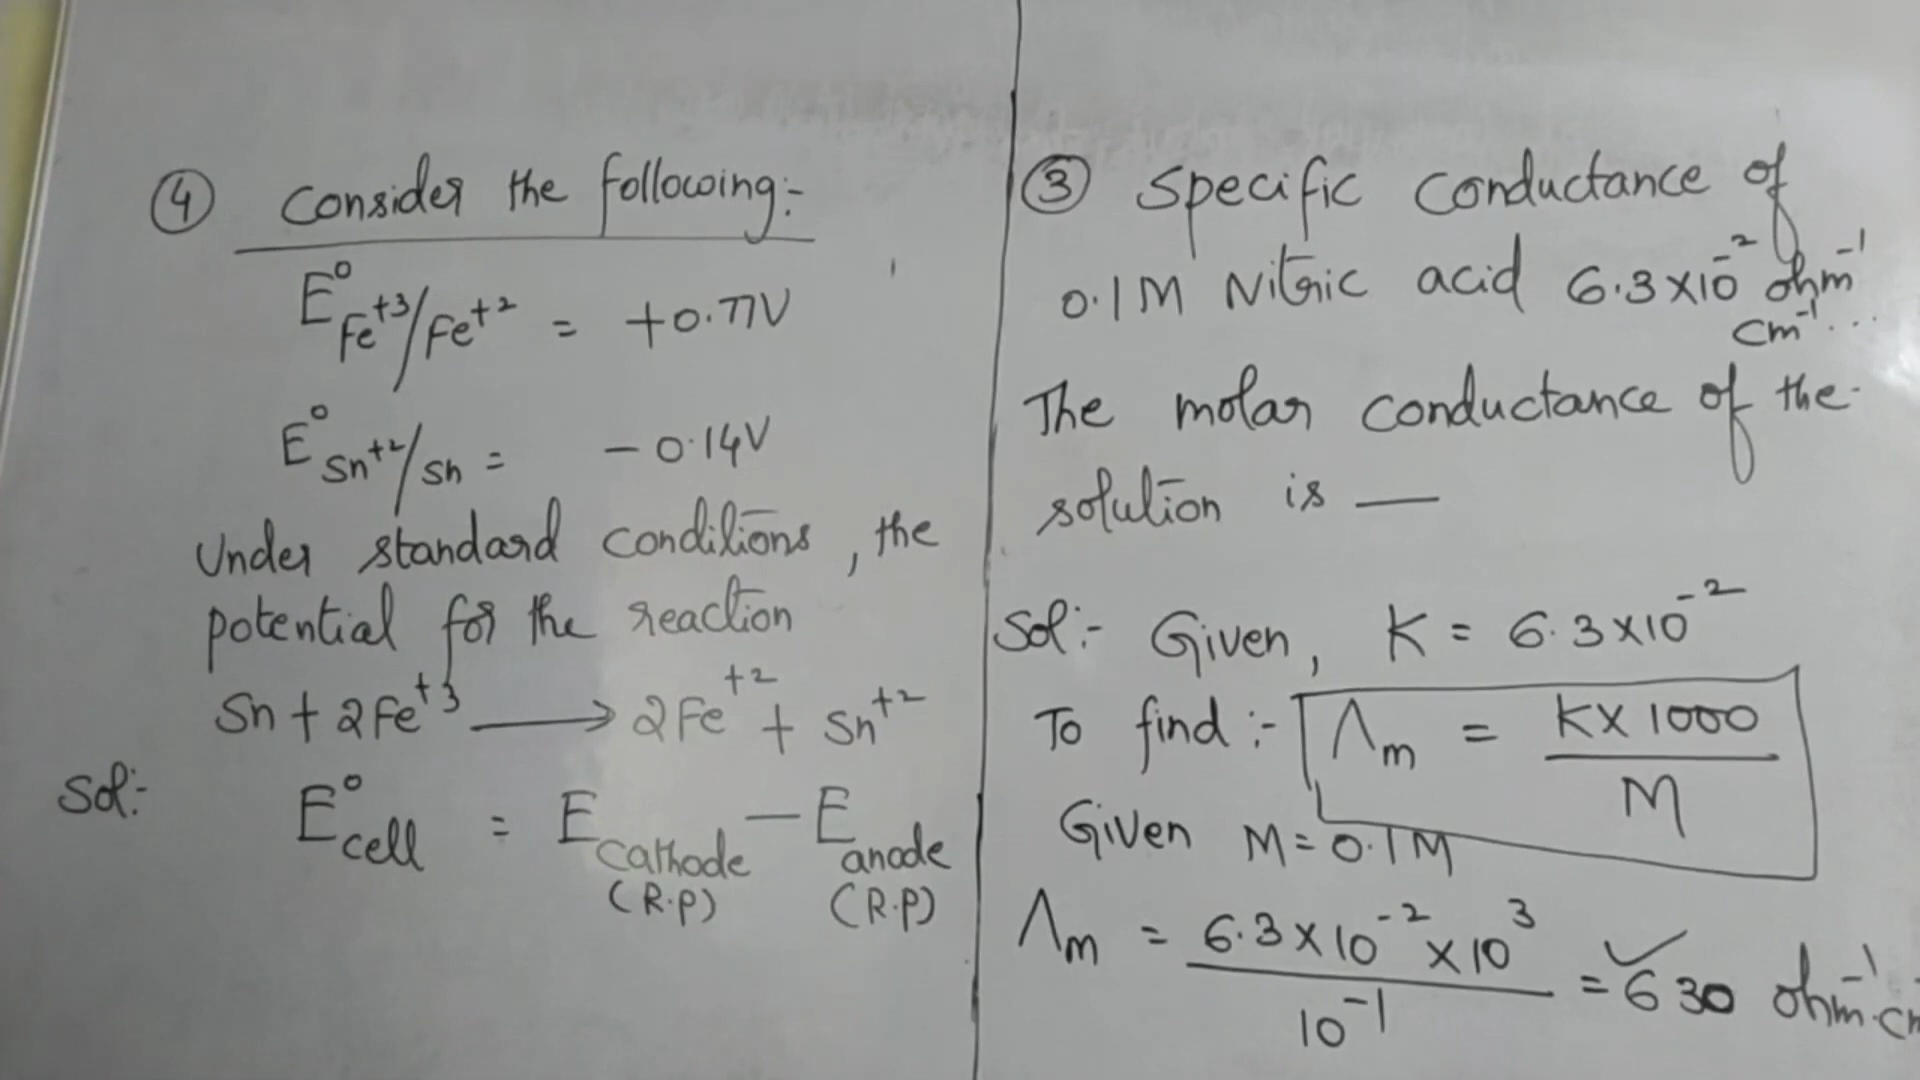 ④ Consider the following:-
E° Fe⁺³/Fe⁺² = +0.77V
E° Sn⁺²/Sn = - 0.14V
Under standard conditions, the
potential for the reaction
Sn + 2Fe⁺³ ⟶ 2Fe⁺² + Sn⁺²
Sol:- E°cell = E cathode - E anode
(R.P) (R.P)
③ Specific Conductance of
0.1M Nitric acid 6.3×10⁻² ohm⁻¹
cm⁻¹...
The molar conductance of the
solution is —
Sol:- Given, K = 6.3×10⁻²
To find:- Λm = K×1000 / M
Given M = 0.1M
Λm = 6.3×10⁻²×10³ / 10⁻¹ = 630 ohm⁻¹.c